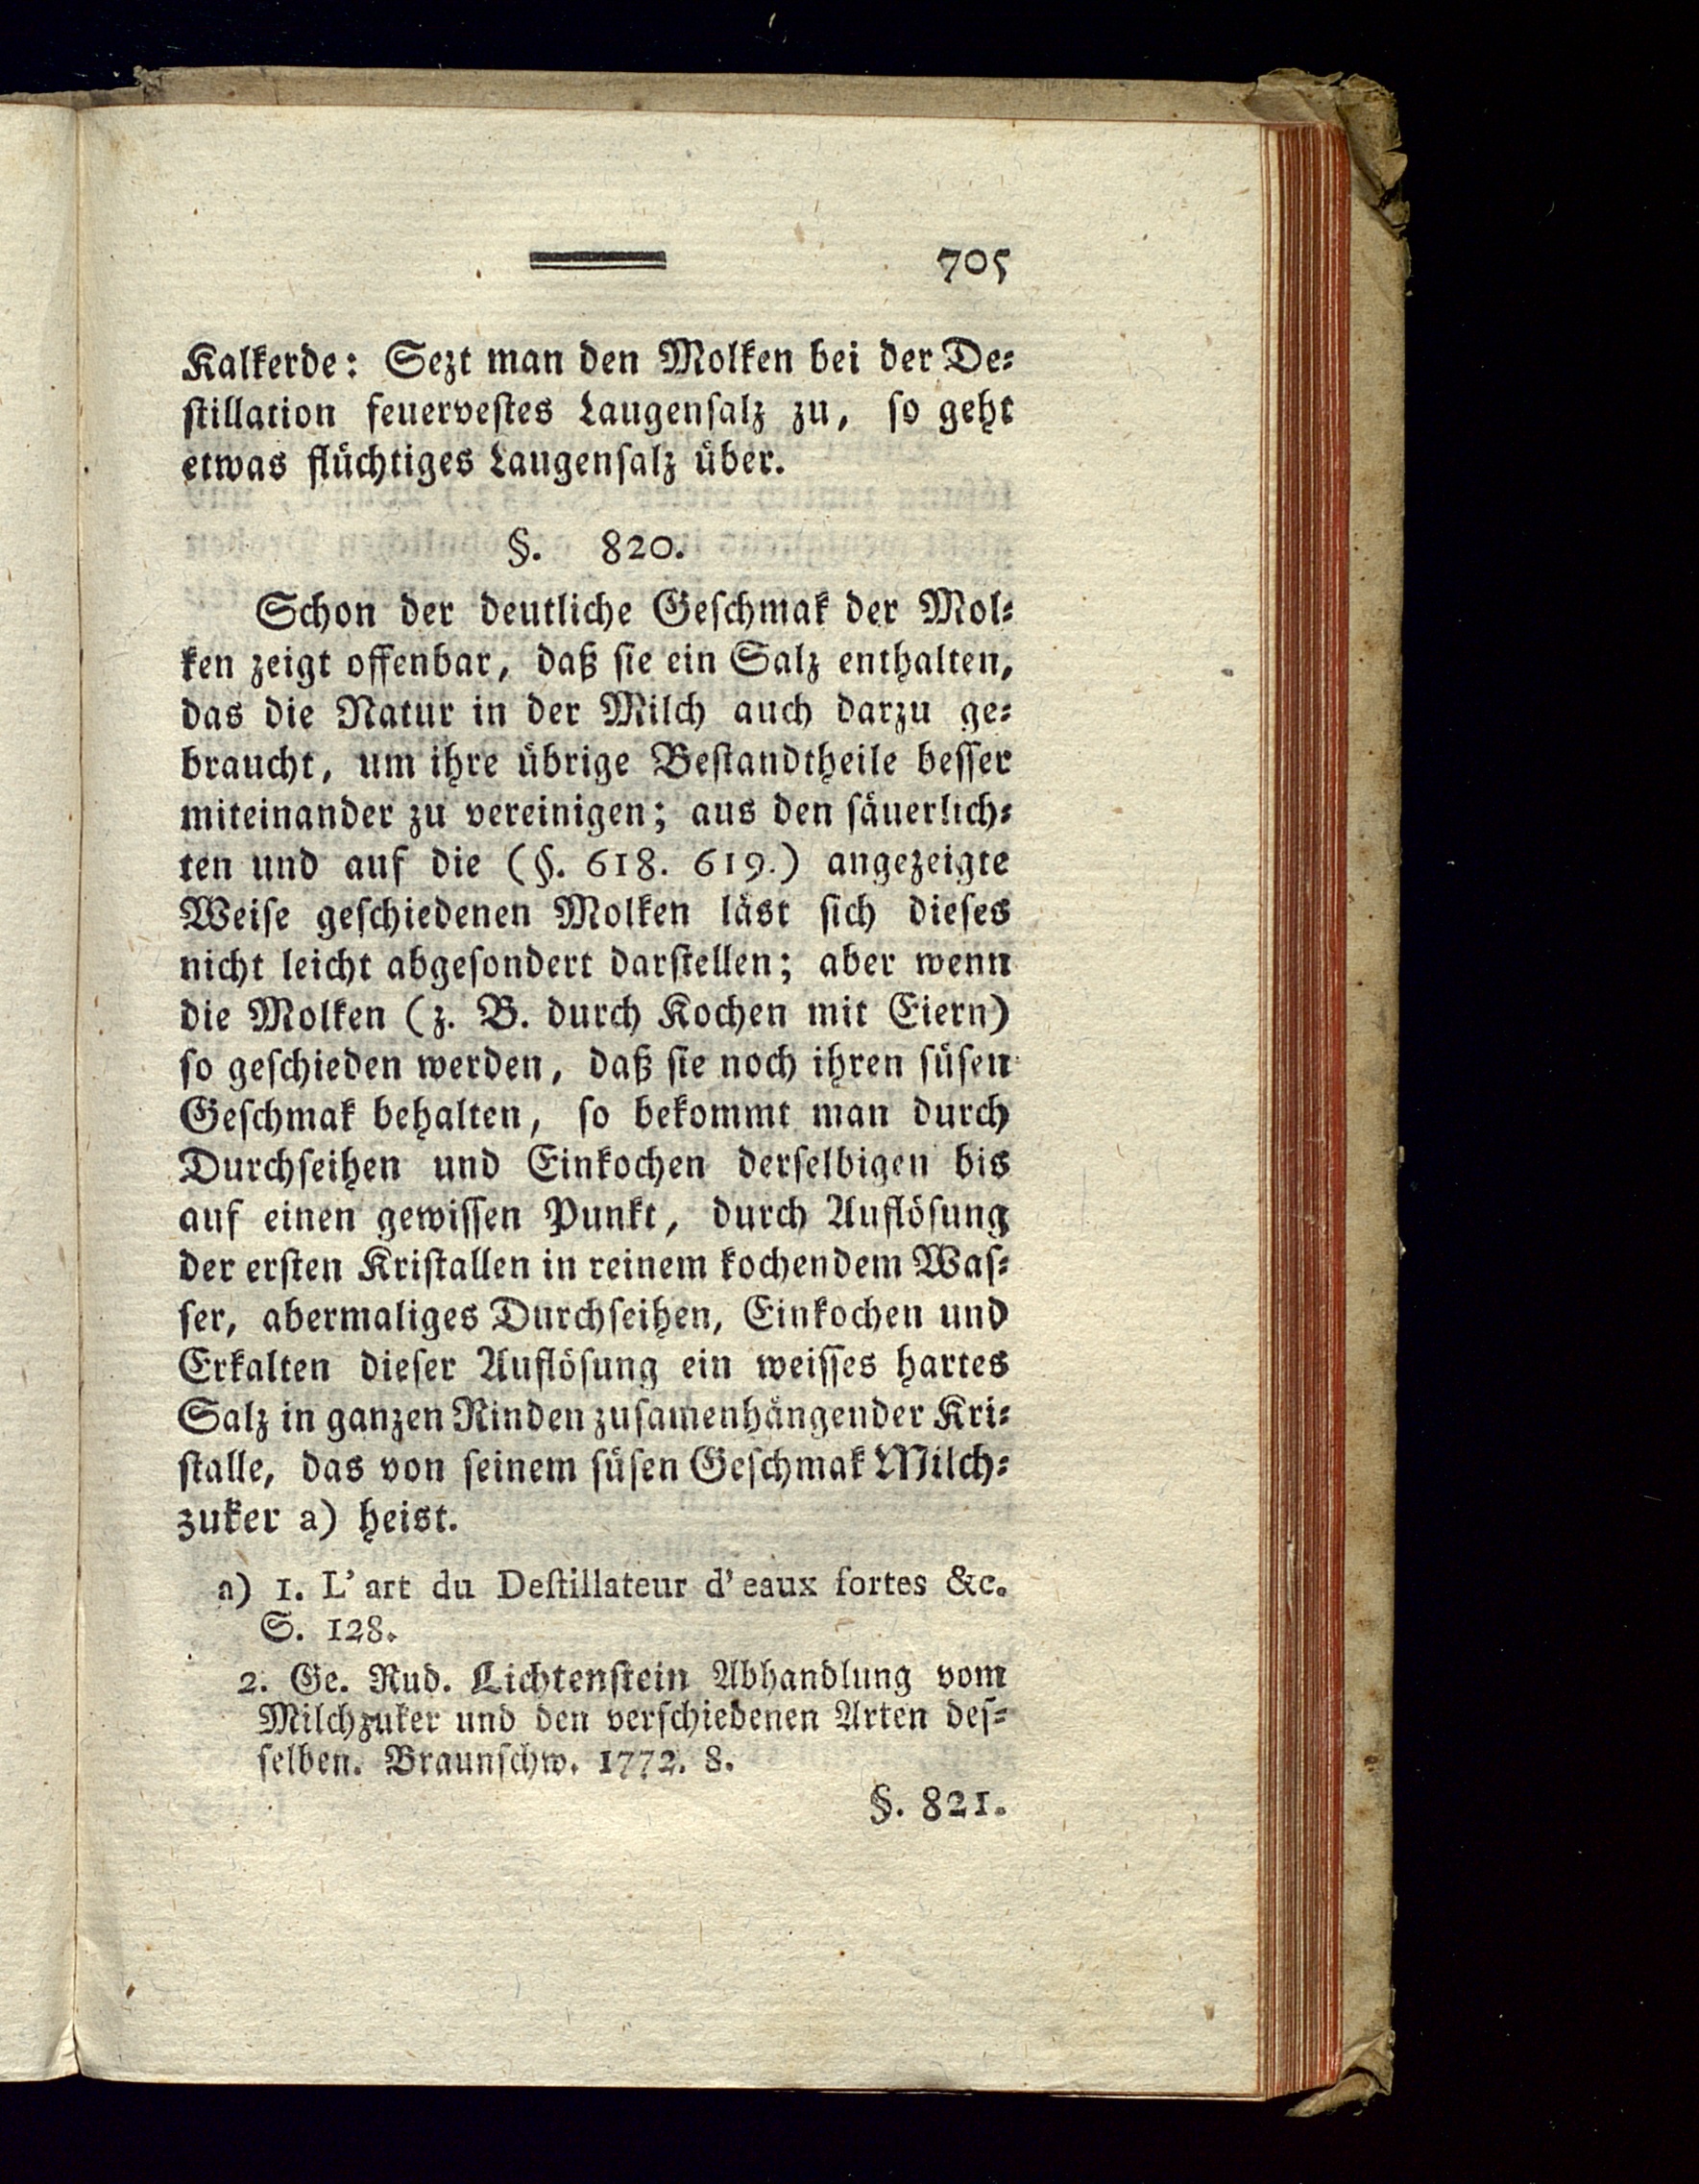 705
Kalkerde: Sezt man den Molken bei der De⸗
ſtillation feuerveſtes Laugenſalz zu, ſo geht
etwas flüchtiges Laugenſalz über.
§. 820.
Schon der deutliche Geſchmak der Mol⸗
ken zeigt offenbar, daß ſie ein Salz enthalten,
das die Natur in der Milch auch darzu ge⸗
braucht, um ihre übrige Beſtandtheile beſſer
miteinander zu vereinigen; aus den ſäuerlich⸗
ten und auf die (§. 618. 619.) angezeigte
Weiſe geſchiedenen Molken läst ſich dieſes
nicht leicht abgeſondert darſtellen; aber wenn
die Molken (z. B. durch Kochen mit Eiern)
ſo geſchieden werden, daß ſie noch ihren ſüſen
Geſchmak behalten, ſo bekommt man durch
Durchſeihen und Einkochen derſelbigen bis
auf einen gewiſſen Punkt, durch Auflöſung
der erſten Kriſtallen in reinem kochendem Waſ⸗
ſer, abermaliges Durchſeihen, Einkochen und
Erkalten dieſer Auflöſung ein weiſſes hartes
Salz in ganzen Rinden zuſam̄enhängender Kri⸗
ſtalle, das von ſeinem ſüſen Geſchmak Milch⸗
zuker a) heist.
a) 1. L' art du Deſtillateur d' eaux fortes &c.
S. 128.
2. Ge. Rud. Lichtenſtein Abhandlung vom
Milchzuker und den verſchiedenen Arten deſ⸗
ſelben. Braunſchw. 1772. 8.
§. 821.